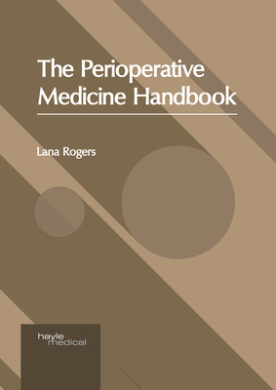 The Perioperative
Medicine Handbook
Lana Rogers
hayle
medical